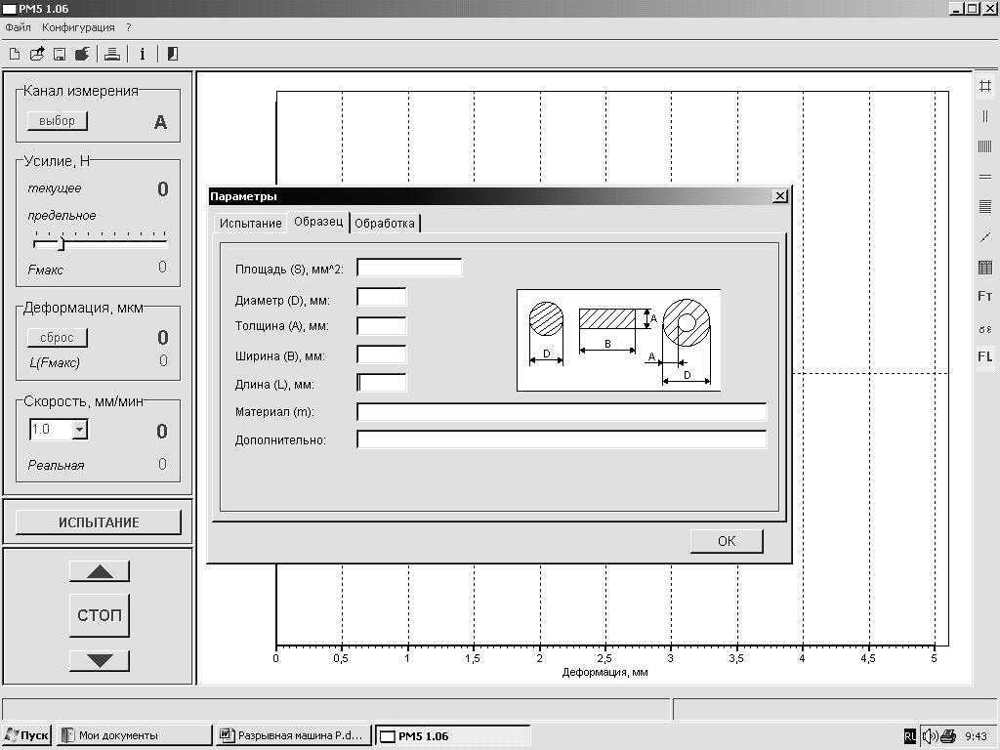 РМ5 1.06
Файл Конфигурация ?
Канал измерения
выбор A
Усилие, Н
текущее 0
предельное
Fмакс 0
Деформация, мкм
сброс 0
L(Fмакс) 0
Скорость, мм/мин
1.0 0
Реальная 0
ИСПЫТАНИЕ
СТОП
Параметры
Испытание Образец Обработка
Площадь (S), мм^2:
Диаметр (D), мм:
Толщина (A), мм:
Ширина (B), мм:
Длина (L), мм:
Материал (m):
Дополнительно:
A
B
D
A
D
OK
Fт
σε
FL
0 0,5 1 1,5 2 2,5 3 3,5 4 4,5 5
Деформация, мм
Пуск Мои документы Разрывная машина Р.d... РМ5 1.06 RU 9:43